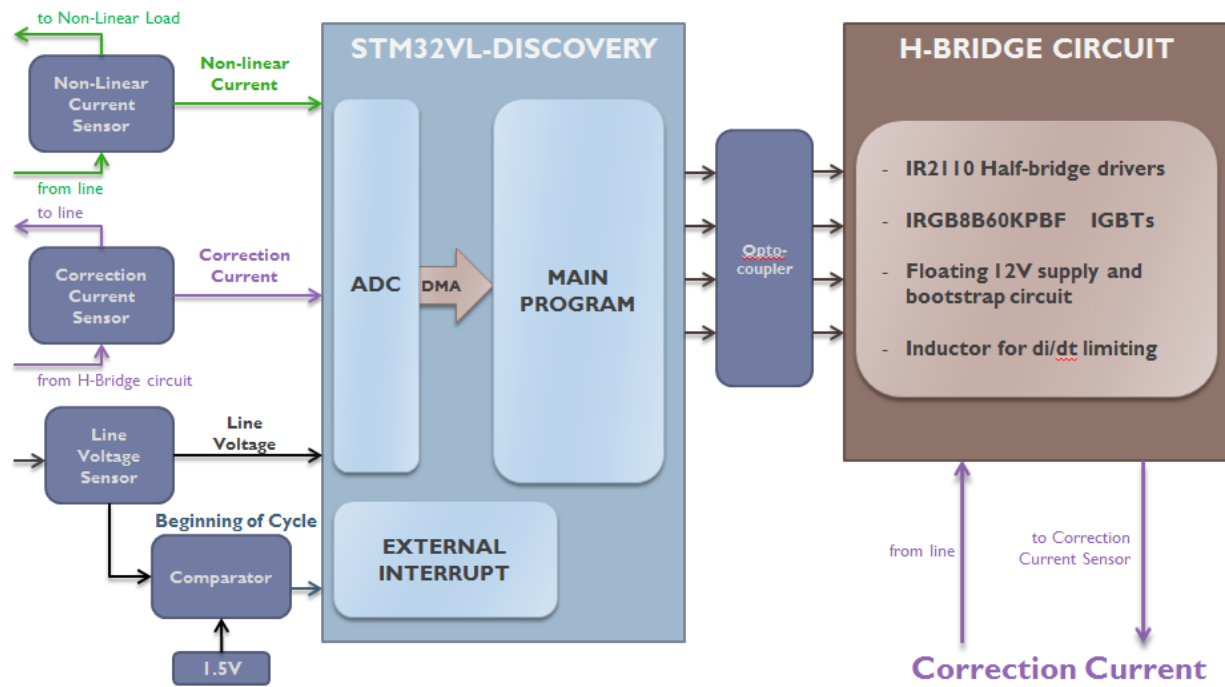 to Non-Linear Load
Non-Linear
Current
Sensor
Non-linear
Current
from line
to line
Correction
Current
Sensor
Correction
Current
from H-Bridge circuit
Line
Voltage
Sensor
Line
Voltage
Beginning of Cycle
Comparator
1.5V
STM32VL-DISCOVERY
ADC
DMA
MAIN
PROGRAM
EXTERNAL
INTERRUPT
Opto-
coupler
H-BRIDGE CIRCUIT
- IR2110 Half-bridge drivers
- IRGB8B60KPBF IGBTs
- Floating 12V supply and
bootstrap circuit
- Inductor for di/dt limiting
from line
to Correction
Current Sensor
Correction Current